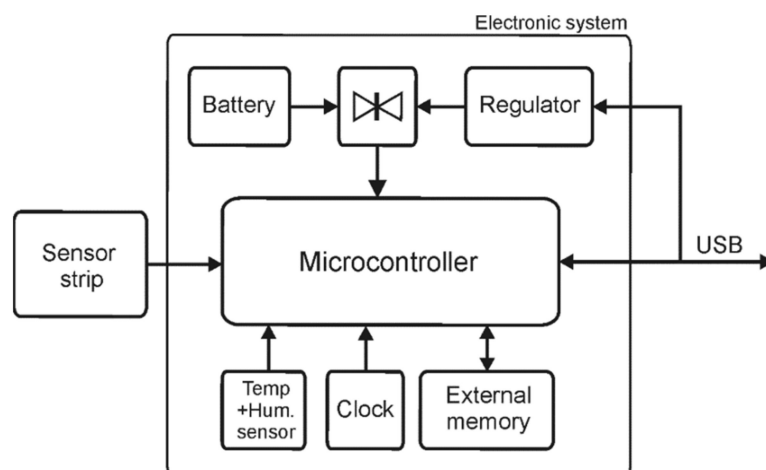 Electronic system
Battery
Regulator
Sensor
strip
Microcontroller
USB
Temp
+Hum.
sensor
Clock
External
memory